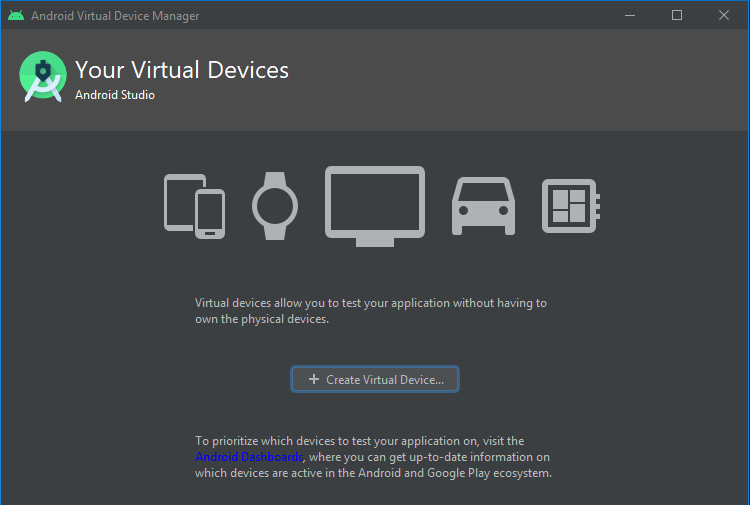 Android Virtual Device Manager
Your Virtual Devices
Android Studio
Virtual devices allow you to test your application without having to
own the physical devices.
+ Create Virtual Device...
To prioritize which devices to test your application on, visit the
Android Dashboards, where you can get up-to-date information on
which devices are active in the Android and Google Play ecosystem.